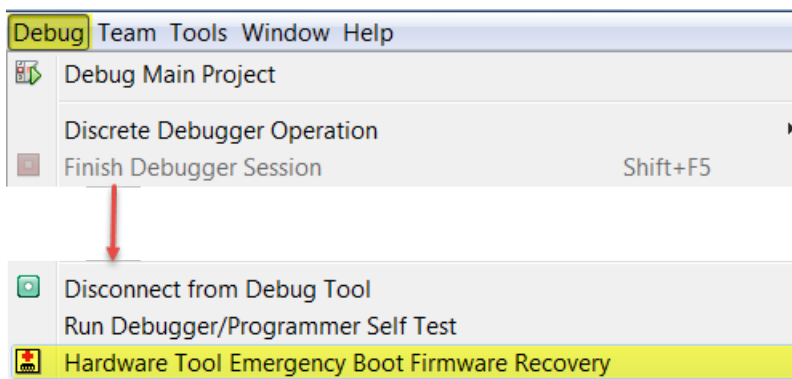 Debug Team Tools Window Help
Debug Main Project
Discrete Debugger Operation
Finish Debugger Session Shift+F5
Disconnect from Debug Tool
Run Debugger/Programmer Self Test
Hardware Tool Emergency Boot Firmware Recovery